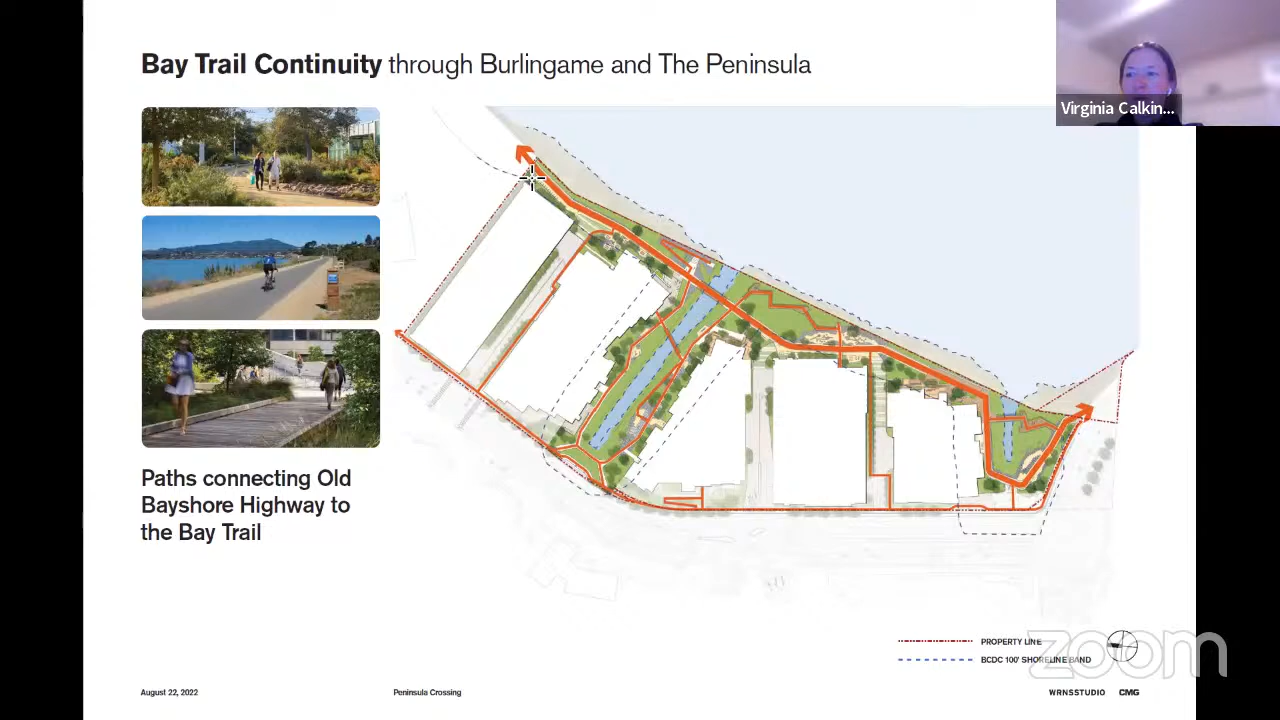 Bay Trail Continuity through Burlingame and The Peninsula
Virginia Calkin...
Paths connecting Old
Bayshore Highway to
the Bay Trail
PROPERTY LINE
BCDC 100' SHORELINE BAND
zoom
August 22, 2022
Peninsula Crossing
WRNSSTUDIO
CMG